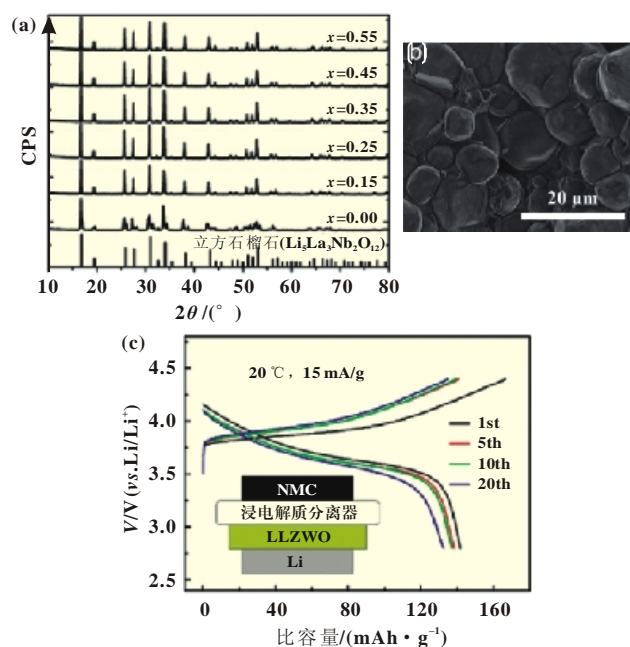 (a)
CPS
x=0.55
x=0.45
x=0.35
x=0.25
x=0.15
x=0.00
立方石榴石(Li₅La₃Nb₂O₁₂)
10 20 30 40 50 60 70 80
2θ/(°)
(b)
20 μm
(c)
20 ℃，15 mA/g
V/V(vs.Li/Li⁺)
4.5
4.0
3.5
3.0
2.5
1st
5th
10th
20th
NMC
浸电解质分离器
LLZWO
Li
0 40 80 120 160
比容量/(mAh·g⁻¹)